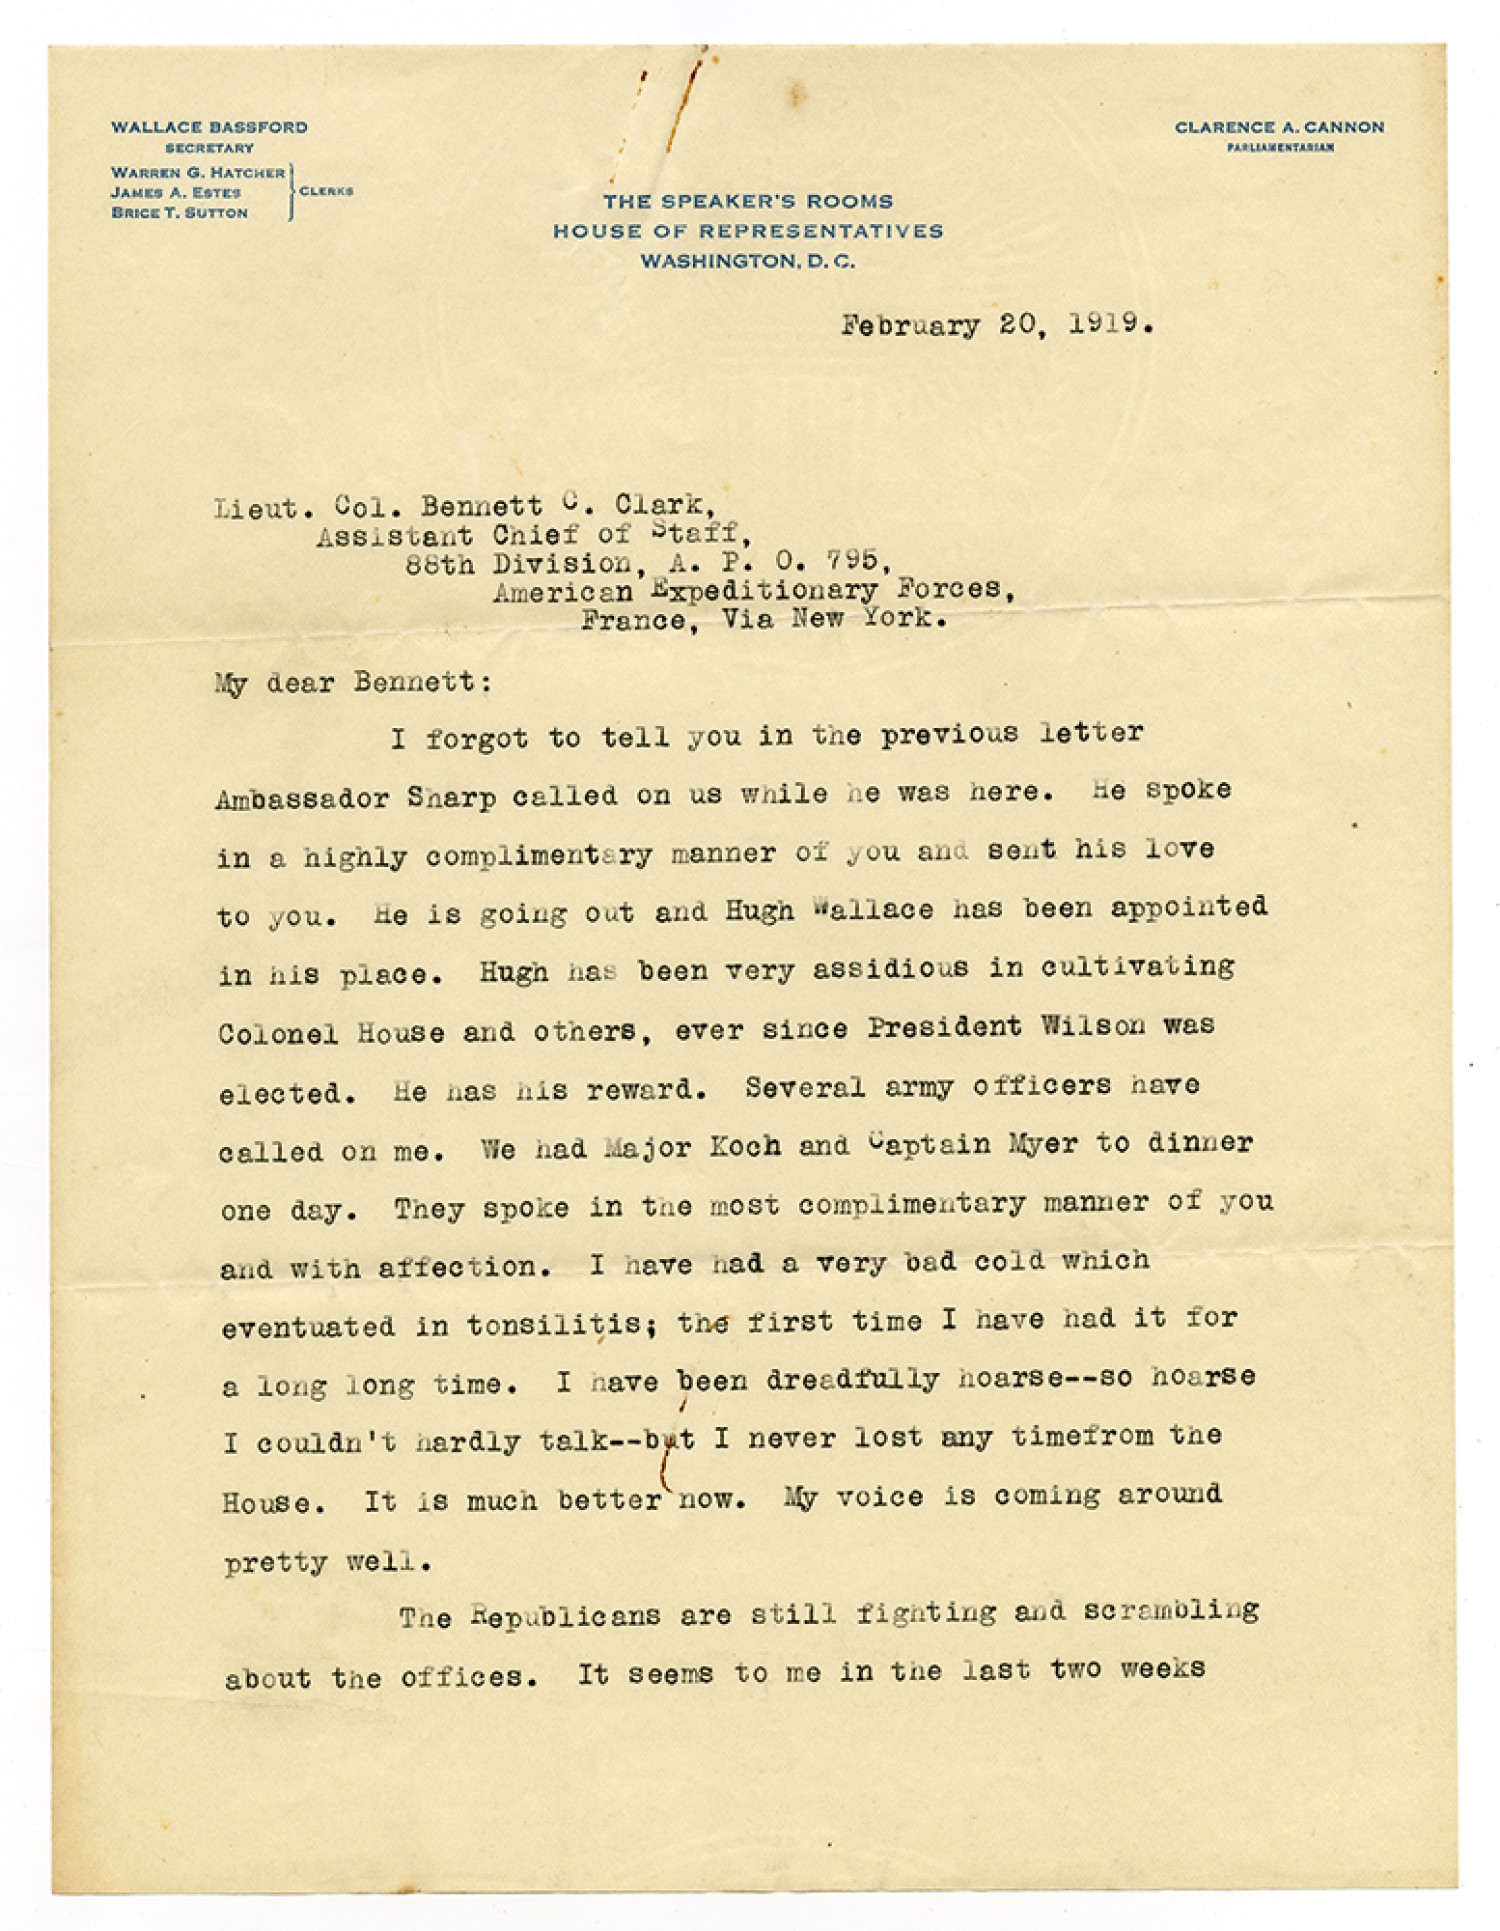 WALLACE BASSFORD
SECRETARY
WARREN G. HATCHER
JAMES A. ESTES
BRICE T. SUTTON
CLERKS
CLARENCE A. CANNON
PARLIAMENTARIAN
THE SPEAKER'S ROOMS
HOUSE OF REPRESENTATIVES
WASHINGTON, D. C.
February 20, 1919.
Lieut. Col. Bennett C. Clark,
Assistant Chief of Staff,
88th Division, A. P. O. 795,
American Expeditionary Forces,
France, Via New York.
My dear Bennett:
I forgot to tell you in the previous letter
Ambassador Sharp called on us while he was here. He spoke
in a highly complimentary manner of you and sent his love
to you. He is going out and Hugh Wallace has been appointed
in his place. Hugh has been very assidious in cultivating
Colonel House and others, ever since President Wilson was
elected. He has his reward. Several army officers have
called on me. We had Major Koch and Captain Myer to dinner
one day. They spoke in the most complimentary manner of you
and with affection. I have had a very bad cold which
eventuated in tonsilitis; the first time I have had it for
a long long time. I have been dreadfully hoarse--so hoarse
I couldn't hardly talk--but I never lost any timefrom the
House. It is much better now. My voice is coming around
pretty well.
The Republicans are still fighting and scrambling
about the offices. It seems to me in the last two weeks